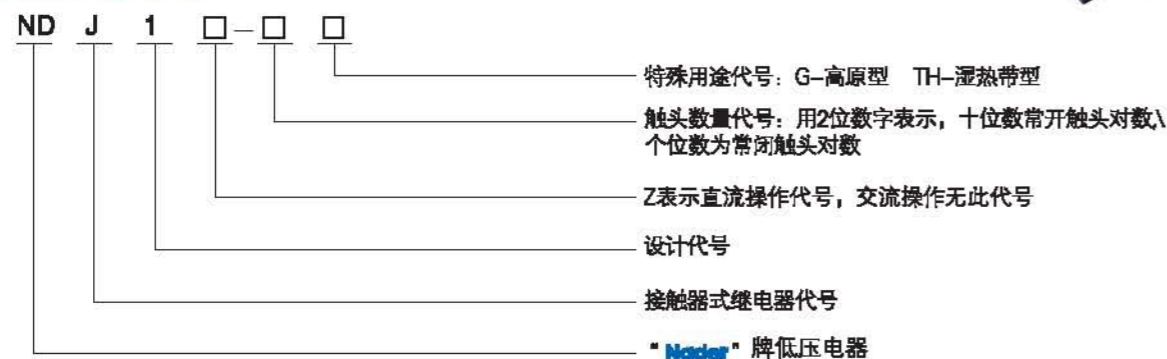 ND J 1 □-□ □
特殊用途代号：G-高原型 TH-湿热带型
触头数量代号：用2位数字表示，十位数常开触头对数\
个位数为常闭触头对数
Z表示直流操作代号，交流操作无此代号
设计代号
接触器式继电器代号
"Nader"牌低压电器